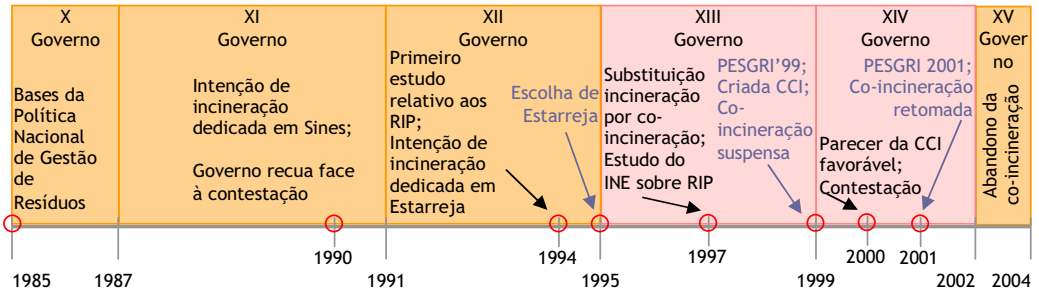 X
Governo
Bases da
Política
Nacional
de Gestão
de
Resíduos
XI
Governo
Intenção de
incineração
dedicada em Sines;
Governo recua face
à contestação
XII
Governo
Primeiro
estudo
relativo aos
RIP;
Intenção de
incineração
dedicada em
Estarreja
Escolha de
Estarreja
XIII
Governo
Substituição
incineração
por co-
incineração;
Estudo do
INE sobre RIP
PESGRI’99;
Criada CCI;
Co-
incineração
suspensa
XIV
Governo
PESGRI 2001;
Co-incineração
retomada
Parecer da CCI
favorável;
Contestação
XV
Gover
no
Abandono da
co-incineração
1985
1987
1990
1991
1994
1995
1997
1999
2000
2001
2002
2004